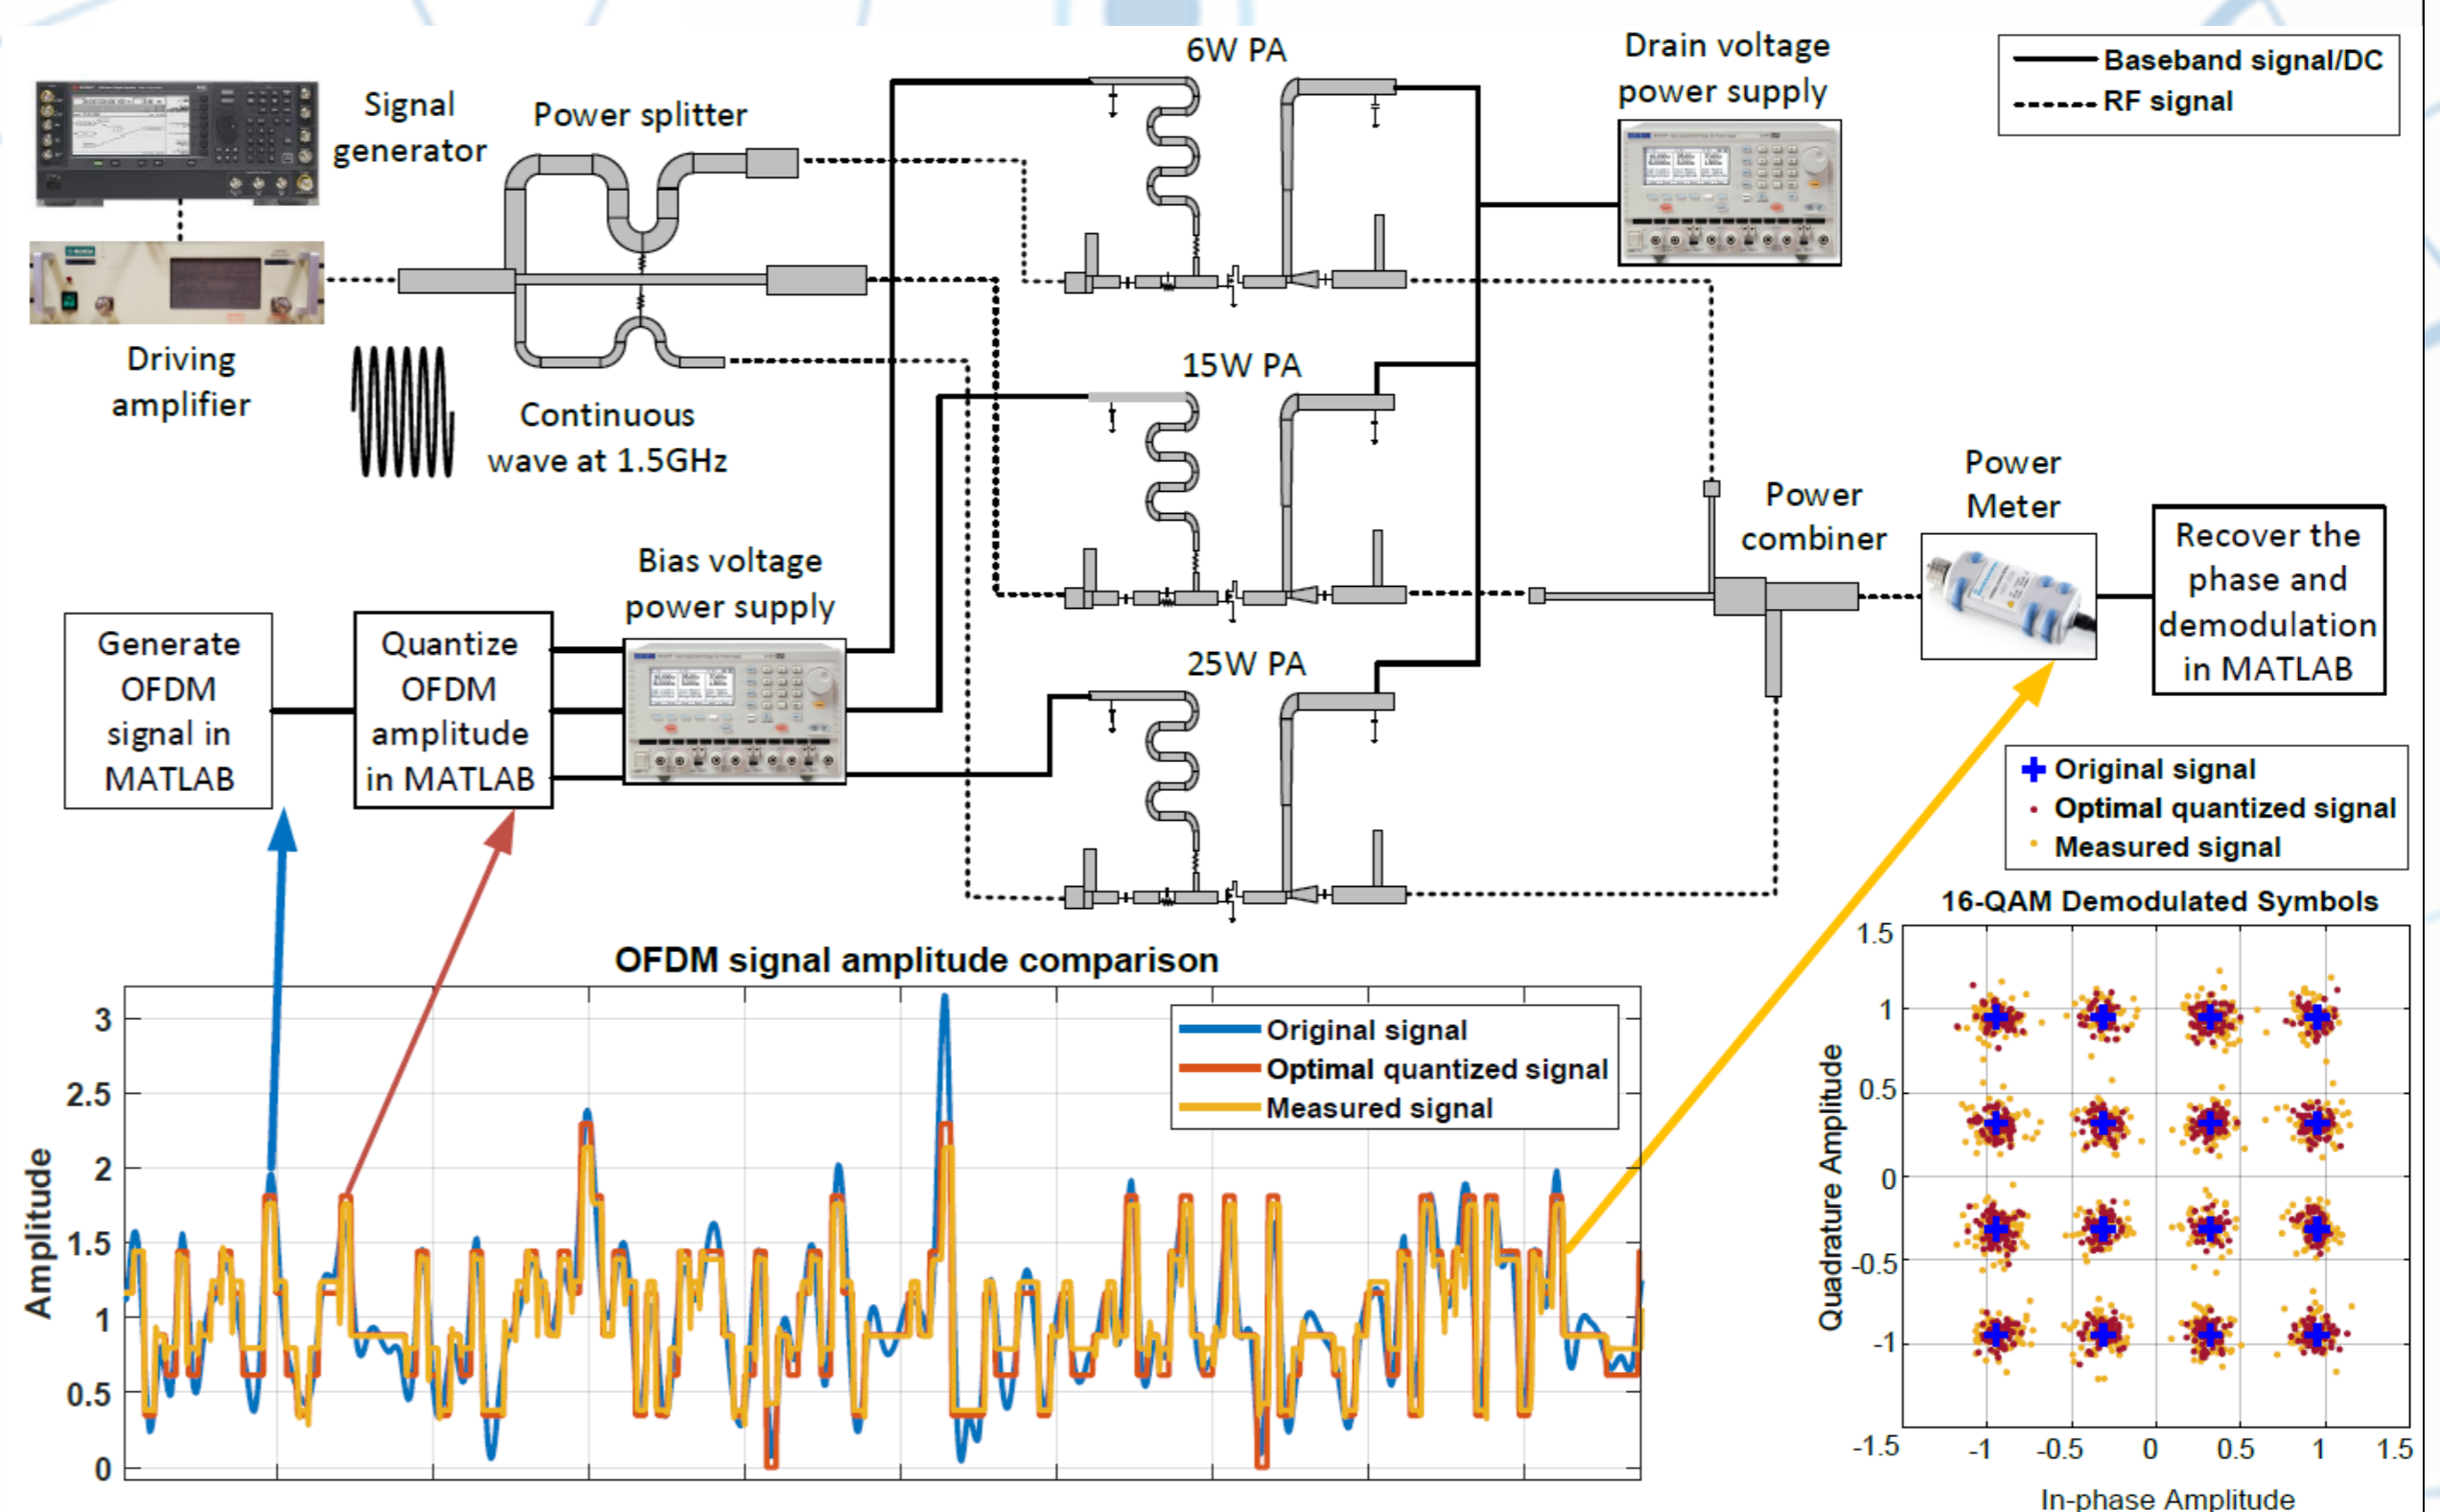 6W PA
Drain voltage
power supply
Baseband signal/DC
RF signal
Signal
generator
Power splitter
Driving
amplifier
Continuous
wave at 1.5GHz
15W PA
Power
Meter
Power
combiner
Recover the
phase and
demodulation
in MATLAB
Bias voltage
power supply
Generate
OFDM
signal in
MATLAB
Quantize
OFDM
amplitude
in MATLAB
25W PA
Original signal
Optimal quantized signal
Measured signal
16-QAM Demodulated Symbols
1.5
1
0.5
0
-0.5
-1
-1.5
-1
-0.5
0
0.5
1
1.5
Quadrature Amplitude
In-phase Amplitude
OFDM signal amplitude comparison
Original signal
Optimal quantized signal
Measured signal
3
2.5
2
1.5
1
0.5
0
Amplitude